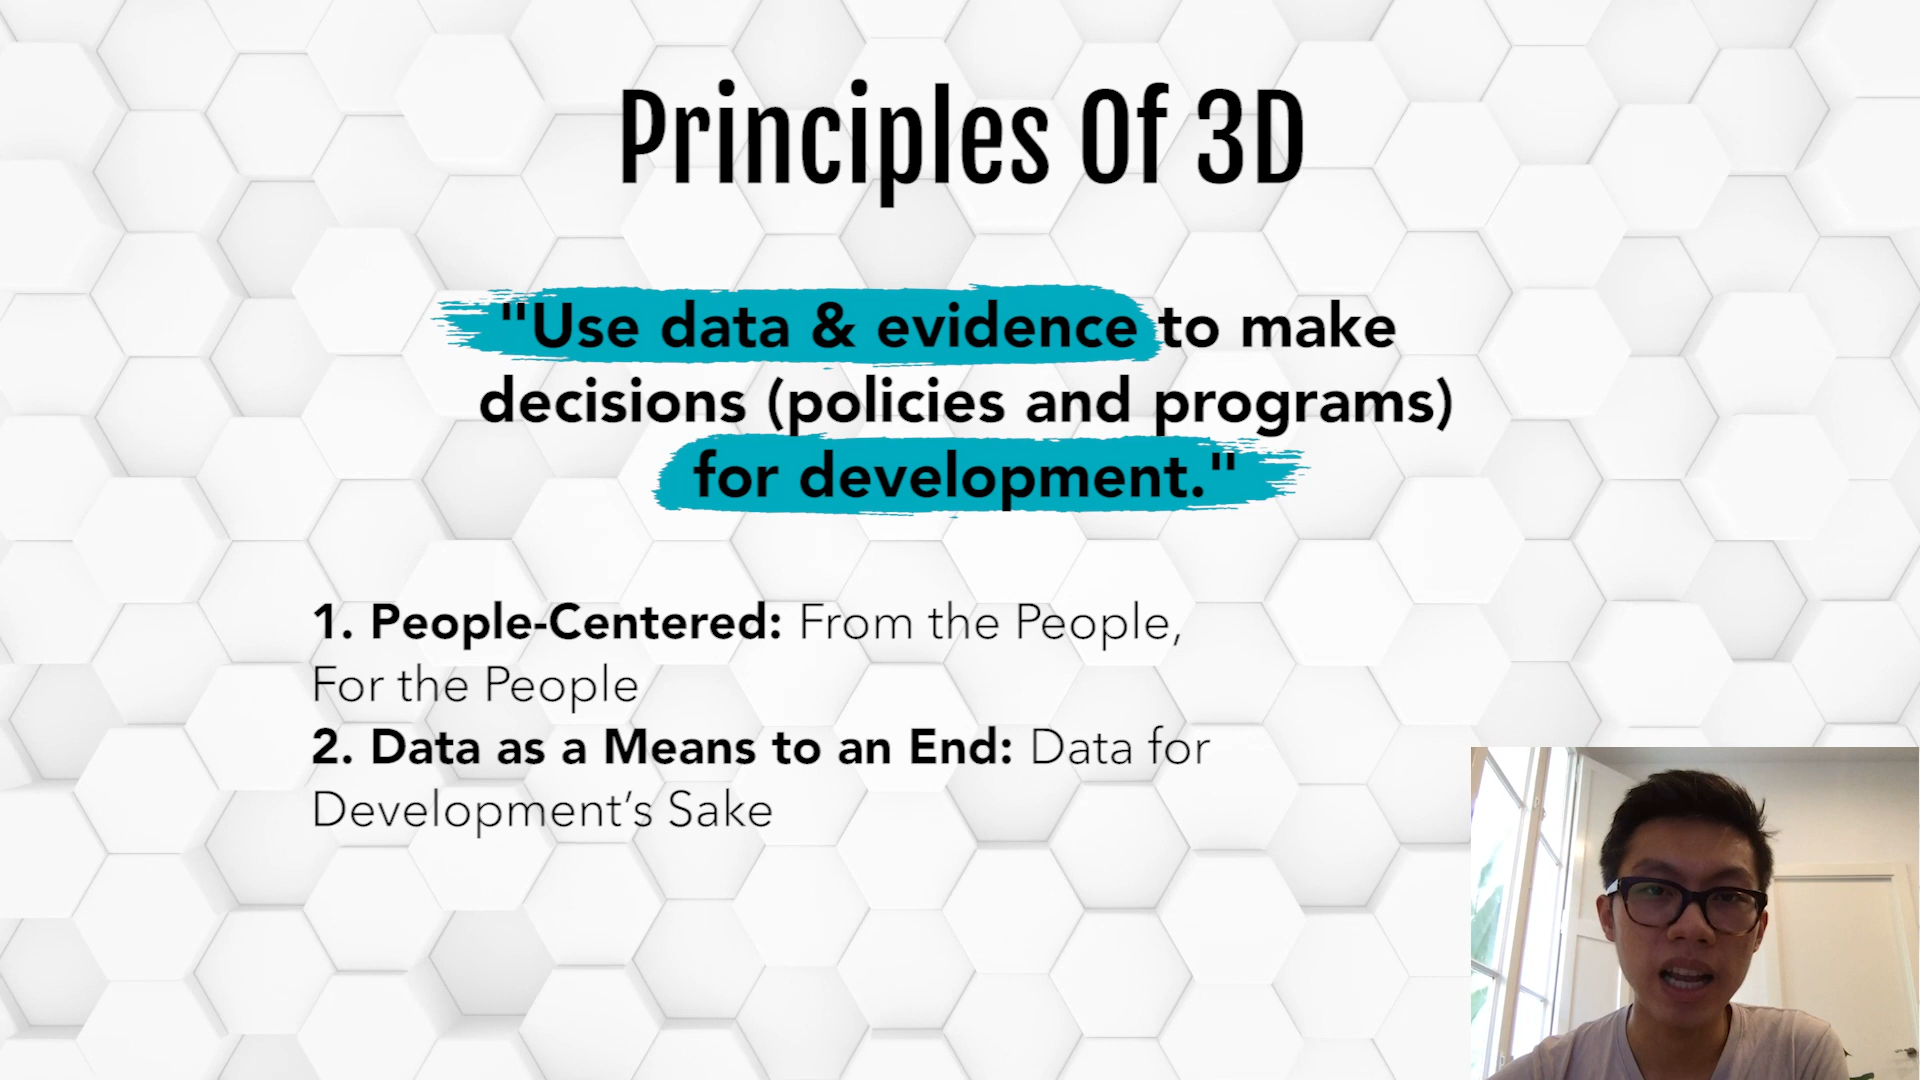 Principles Of 3D
"Use data & evidence to make
decisions (policies and programs)
for development."
1. People-Centered: From the People,
For the People
2. Data as a Means to an End: Data for
Development’s Sake